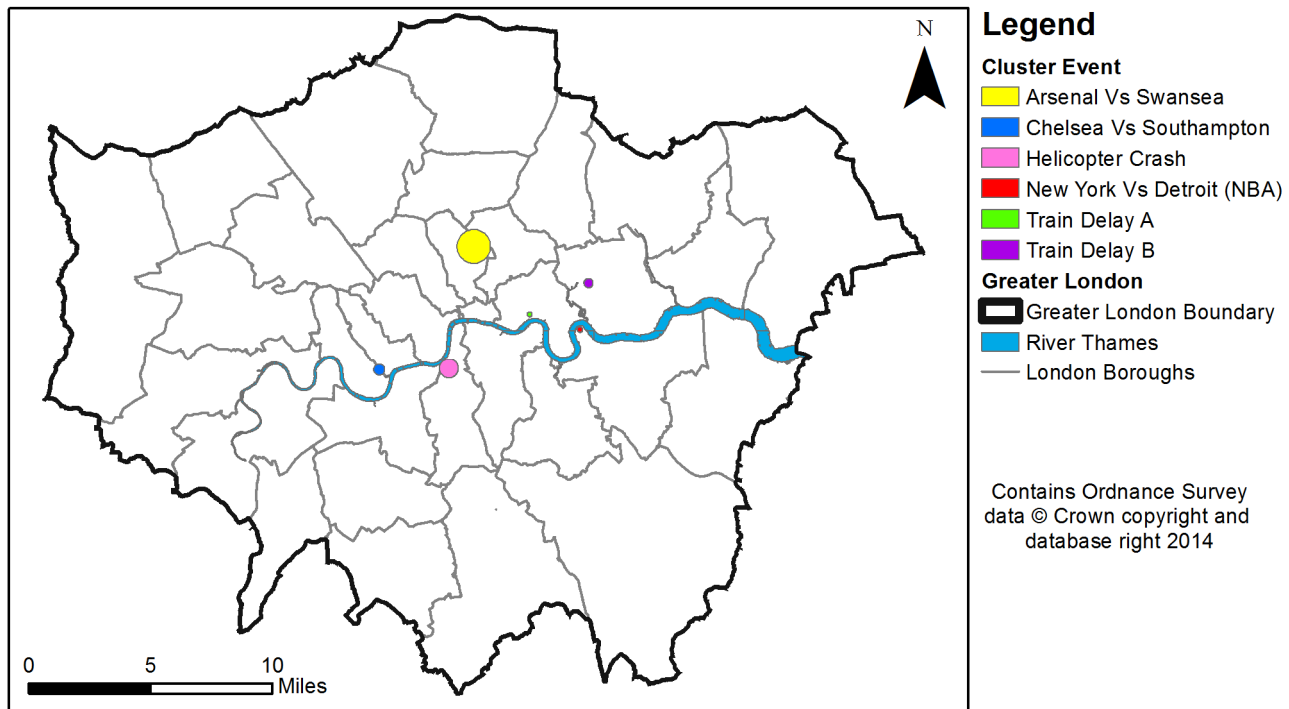 N
0 5 10
Miles
Legend
Cluster Event
Arsenal Vs Swansea
Chelsea Vs Southampton
Helicopter Crash
New York Vs Detroit (NBA)
Train Delay A
Train Delay B
Greater London
Greater London Boundary
River Thames
London Boroughs
Contains Ordnance Survey
data © Crown copyright and
database right 2014